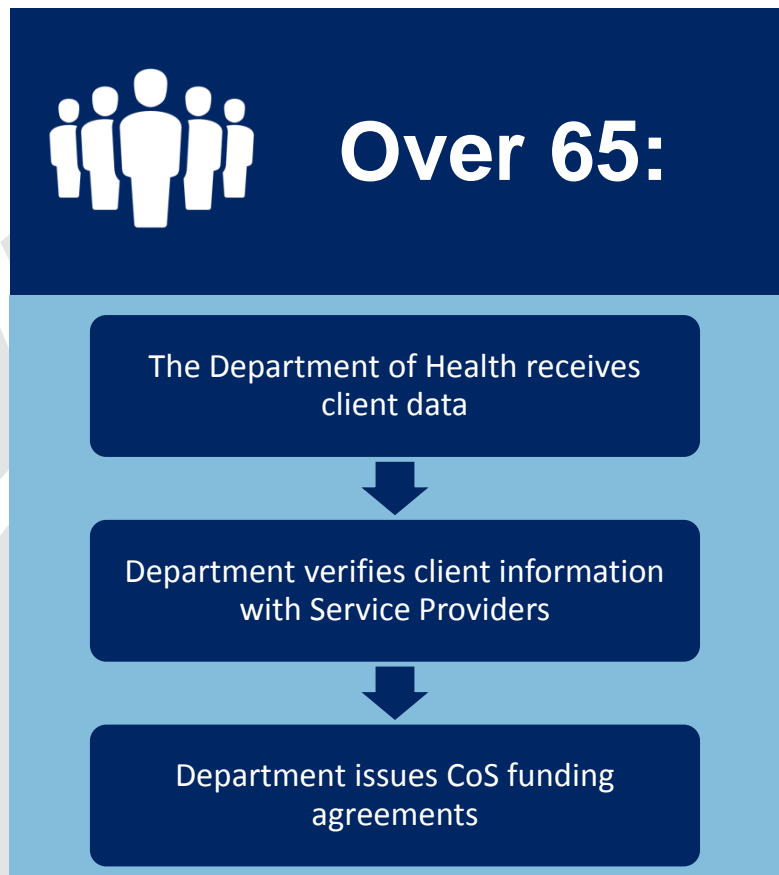 Over 65:
The Department of Health receives
client data
Department verifies client information
with Service Providers
Department issues CoS funding
agreements